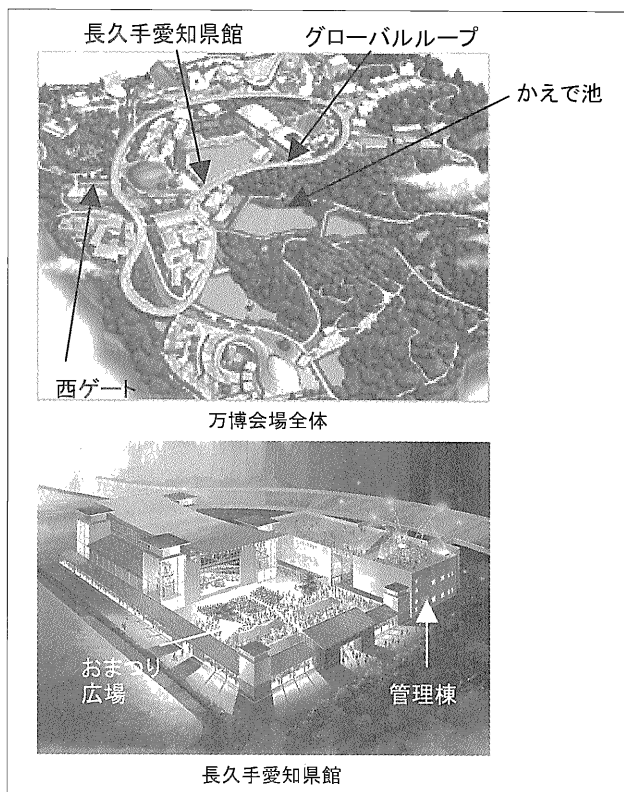 長久手愛知県館
グローバルループ
かえで池
西ゲート
万博会場全体
おまつり
広場
管理棟
長久手愛知県館